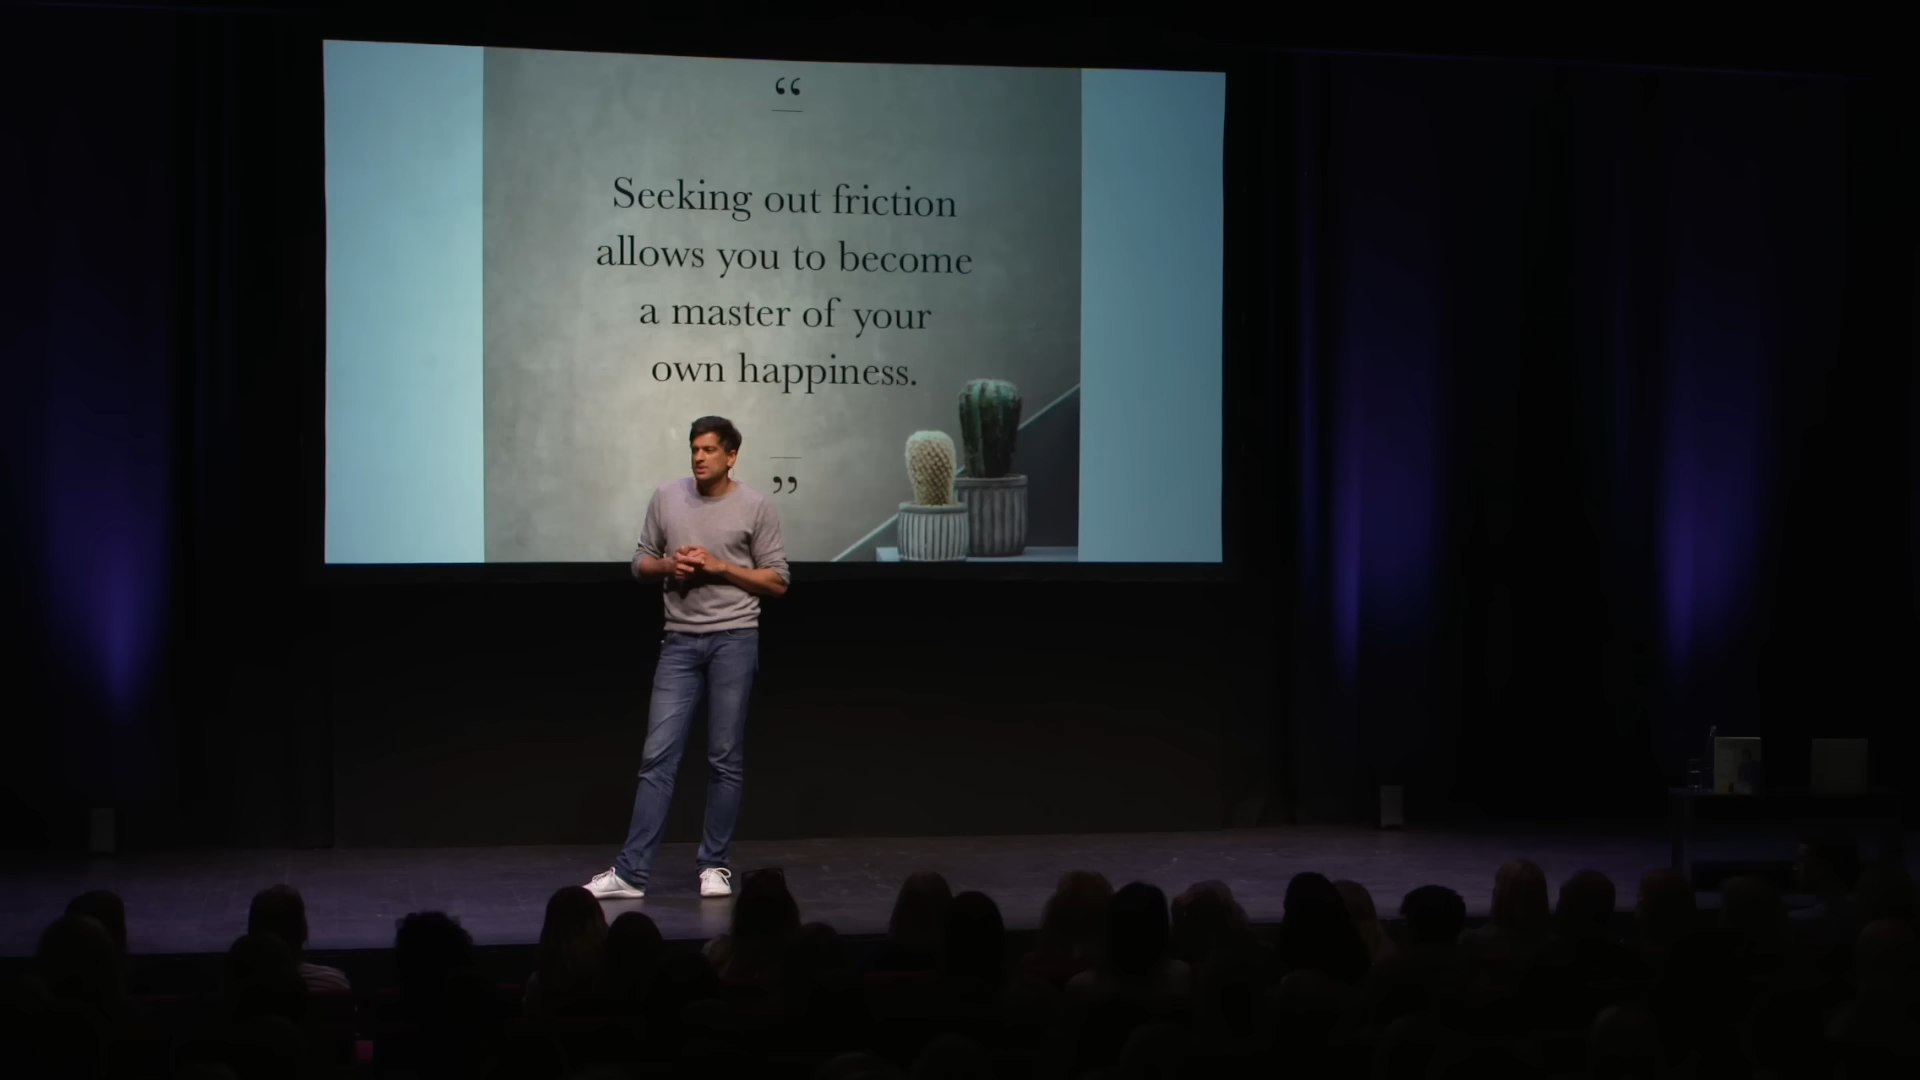 “
Seeking out friction
allows you to become
a master of your
own happiness.
”